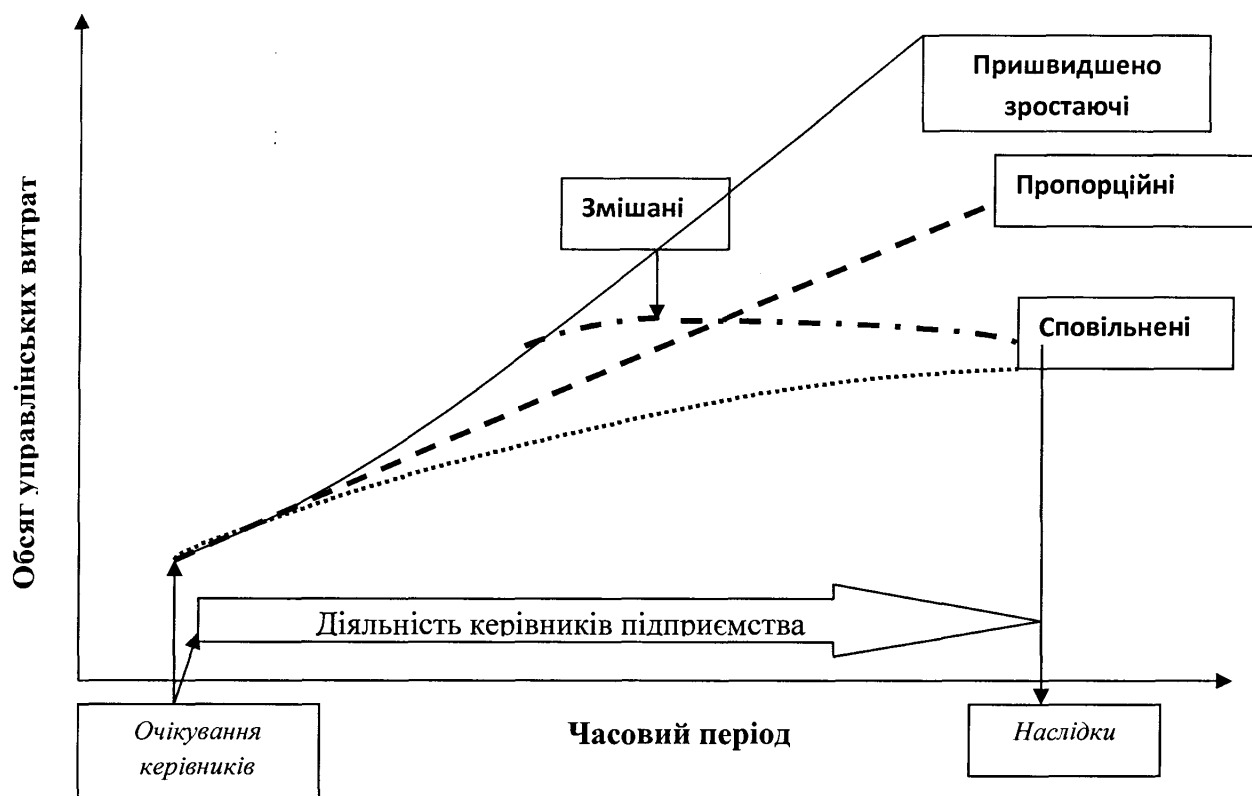 Пришвидшено
зростаючі
Змішані
Пропорційні
Сповільнені
Обсяг управлінських витрат
Діяльність керівників підприємства
Очікування
керівників
Часовий період
Наслідки